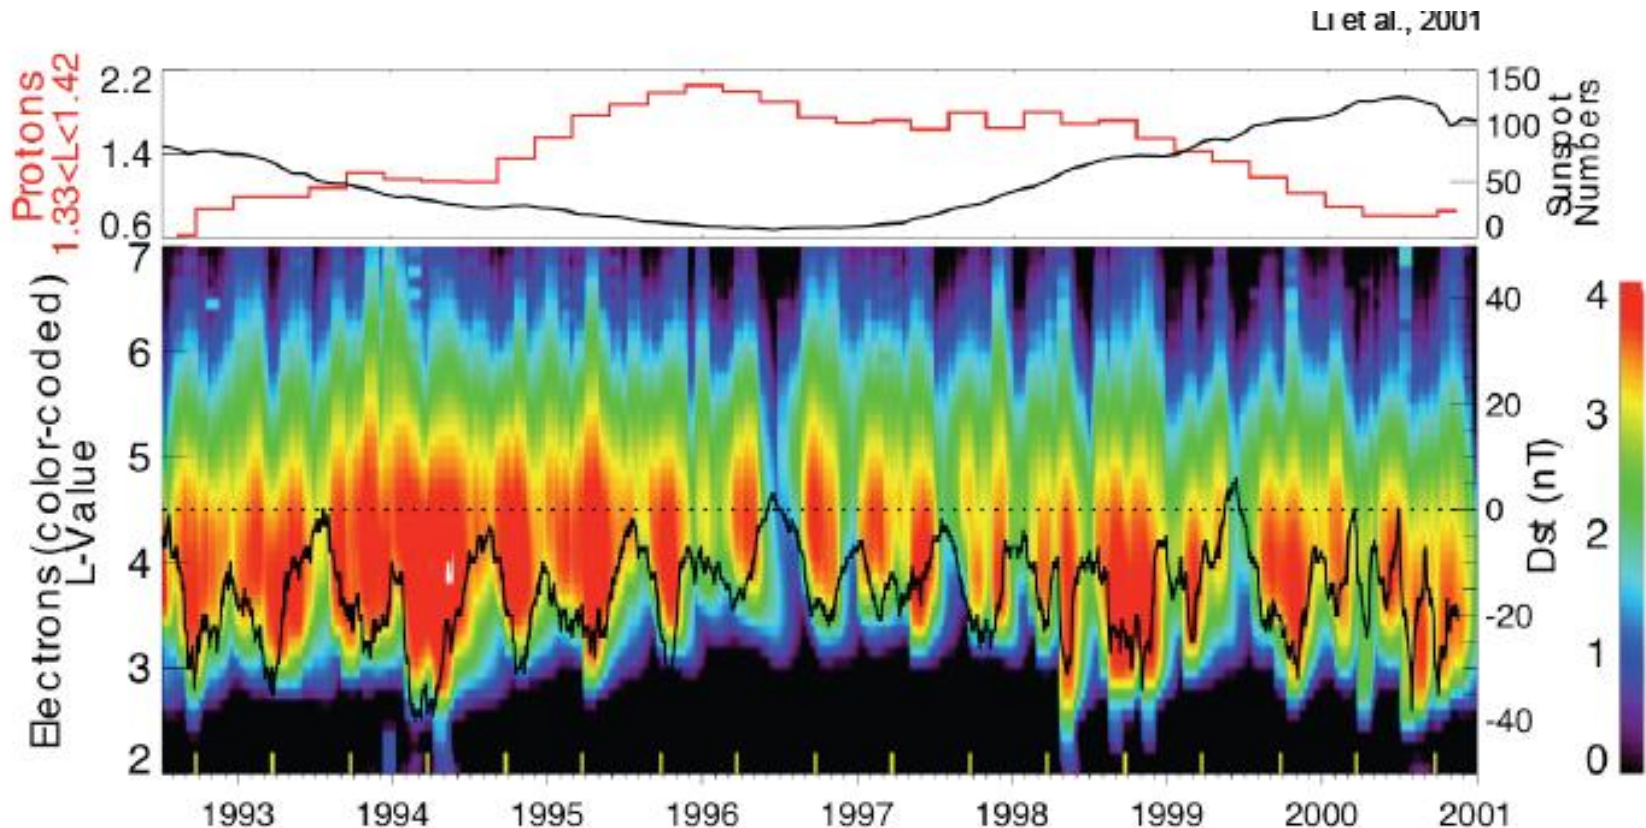 Li et al., 2001
Protons
1.33<L<1.42
2.2
1.4
0.6
150
100
50
0
Sunspot
Numbers
Electrons (color-coded)
L-Value
7
6
5
4
3
2
40
20
0
-20
-40
Dst (nT)
4
3
2
1
0
1993 1994 1995 1996 1997 1998 1999 2000 2001